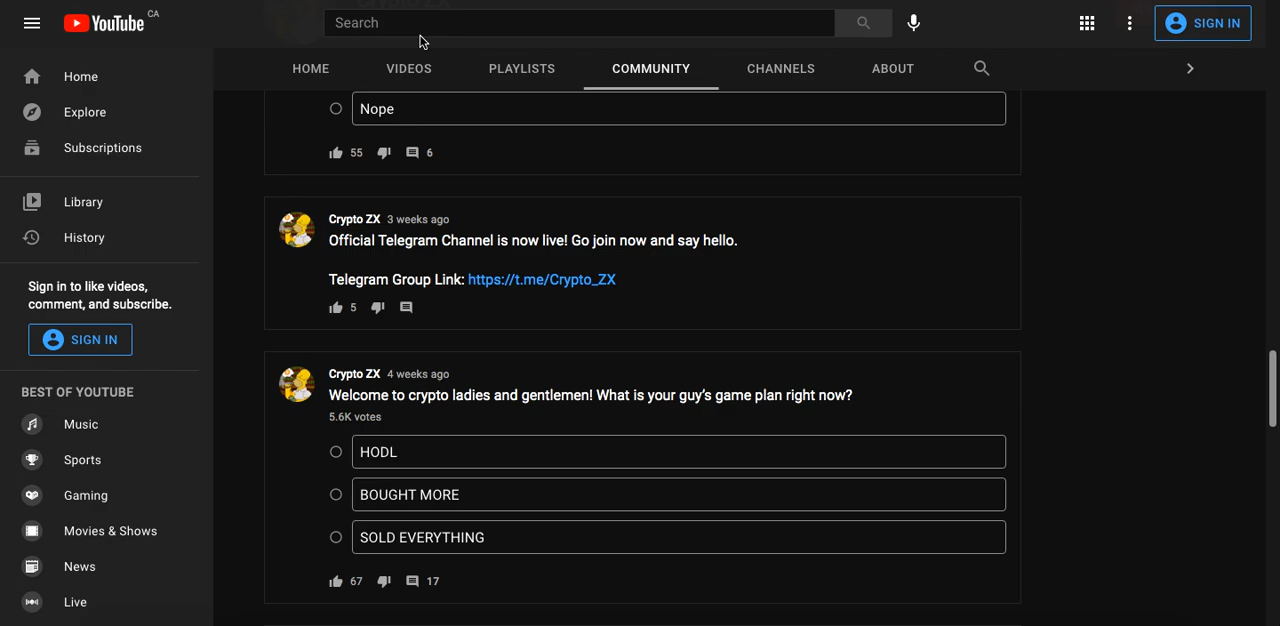 YouTube CA
Search
SIGN IN
HOME VIDEOS PLAYLISTS COMMUNITY CHANNELS ABOUT
Home
Explore
Subscriptions
Library
History
Sign in to like videos,
comment, and subscribe.
SIGN IN
BEST OF YOUTUBE
Music
Sports
Gaming
Movies & Shows
News
Live
Nope
55 6
Crypto ZX 3 weeks ago
Official Telegram Channel is now live! Go join now and say hello.
Telegram Group Link: https://t.me/Crypto_ZX
5
Crypto ZX 4 weeks ago
Welcome to crypto ladies and gentlemen! What is your guy's game plan right now?
5.6K votes
HODL
BOUGHT MORE
SOLD EVERYTHING
67 17